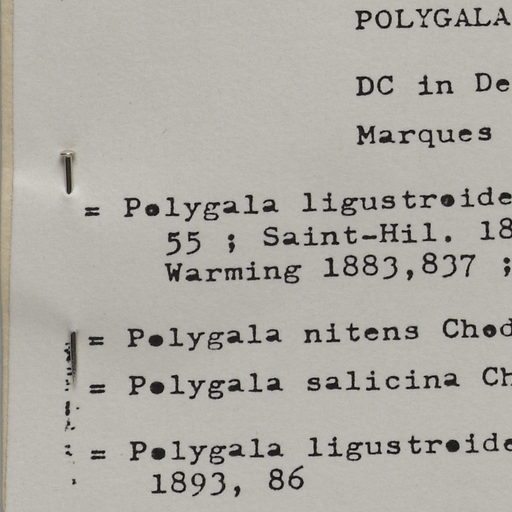 POLYGALA
DC in De
Marques
= Polygala ligustroide
55 ; Saint-Hil. 18
Warming 1883,837 ;
= Polygala nitens Chod
= Polygala salicina Ch
= Polygala ligustroide
1893, 86